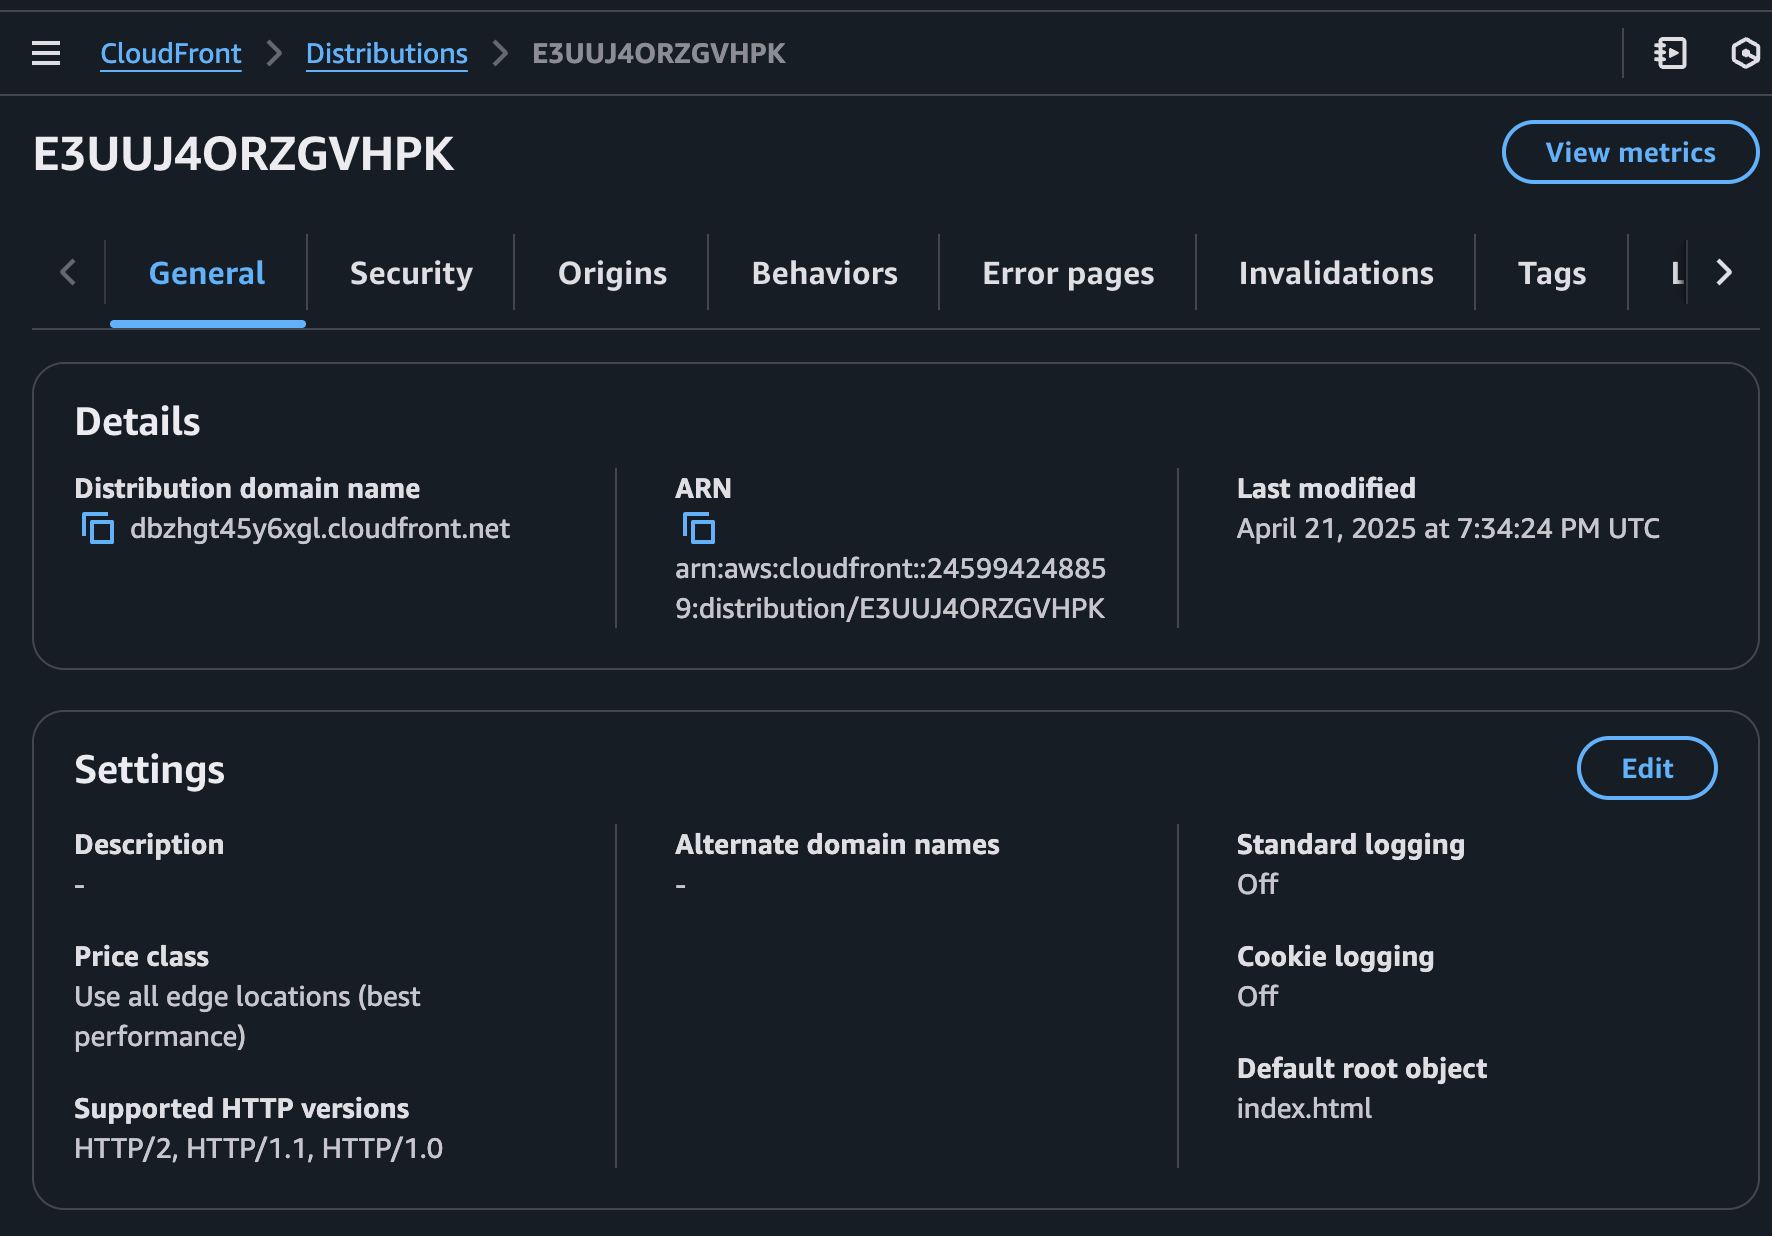 CloudFront > Distributions > E3UUJ4ORZGVHPK
E3UUJ4ORZGVHPK
View metrics
General
Security
Origins
Behaviors
Error pages
Invalidations
Tags
Details
Distribution domain name
dbzhgt45y6xgl.cloudfront.net
ARN
arn:aws:cloudfront::24599424885
9:distribution/E3UUJ4ORZGVHPK
Last modified
April 21, 2025 at 7:34:24 PM UTC
Settings
Edit
Description
-
Price class
Use all edge locations (best
performance)
Supported HTTP versions
HTTP/2, HTTP/1.1, HTTP/1.0
Alternate domain names
-
Standard logging
Off
Cookie logging
Off
Default root object
index.html